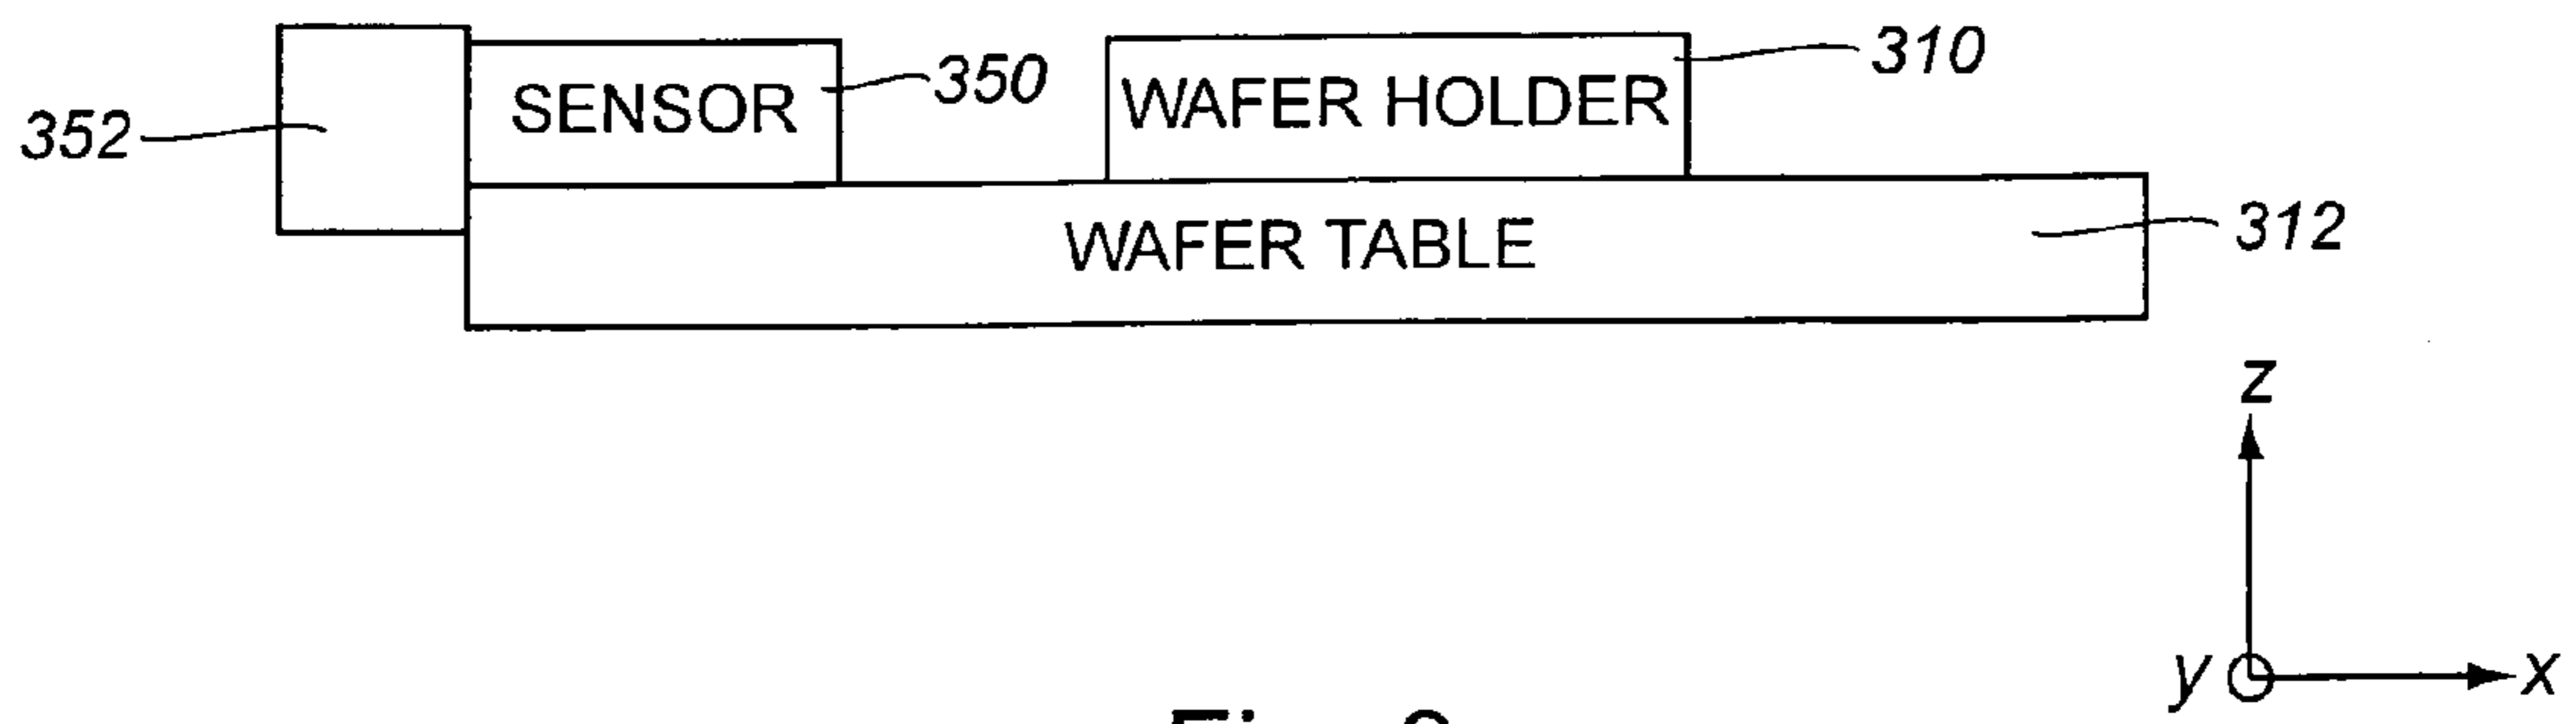 352
SENSOR
350
WAFER HOLDER
310
WAFER TABLE
312
z
y
x